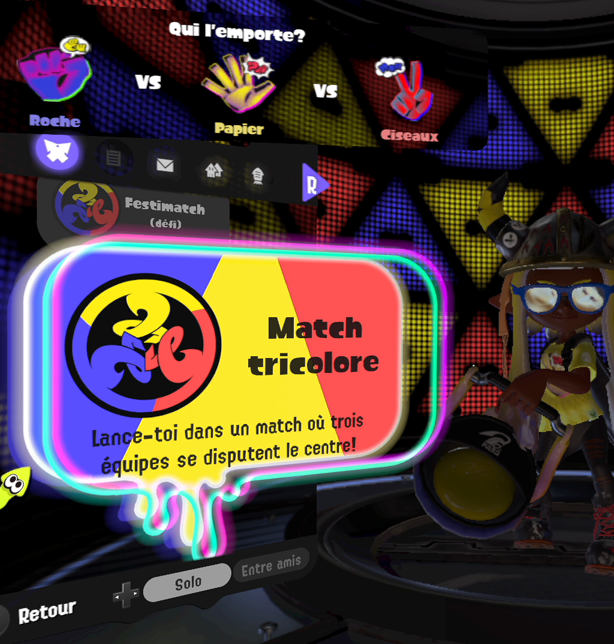 Qui l'emporte?
VS
VS
Roche
Papier
Ciseaux
R
Festimatch
(défi)
Match
tricolore
Lance-toi dans un match où trois
équipes se disputent le centre!
Solo
Entre amis
Retour